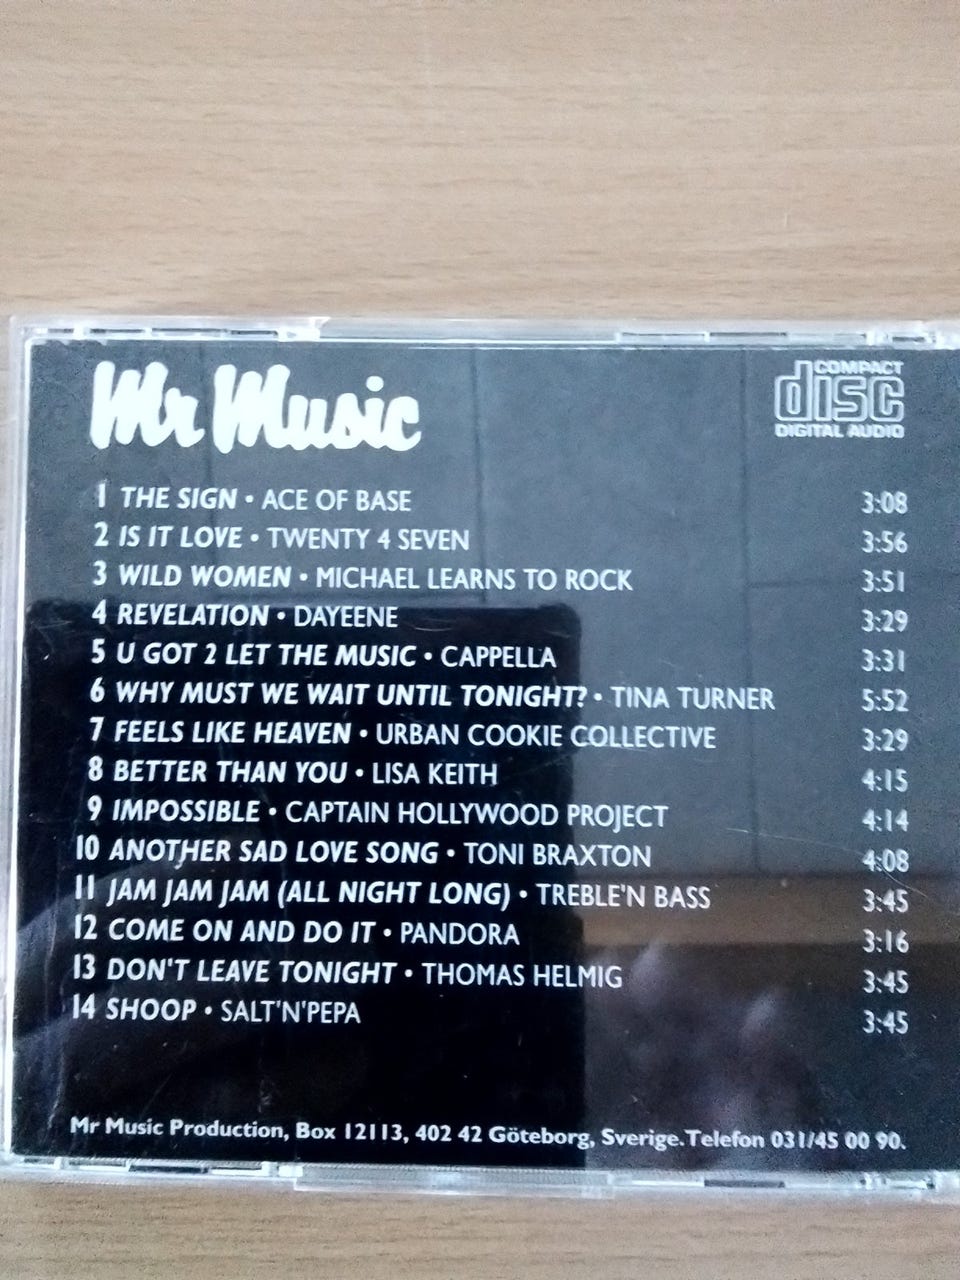 Mr Music
COMPACT
disc
DIGITAL AUDIO
1 THE SIGN • ACE OF BASE 3:08
2 IS IT LOVE • TWENTY 4 SEVEN 3:56
3 WILD WOMEN • MICHAEL LEARNS TO ROCK 3:51
4 REVELATION • DAYEENE 3:29
5 U GOT 2 LET THE MUSIC • CAPPELLA 3:31
6 WHY MUST WE WAIT UNTIL TONIGHT? • TINA TURNER 5:52
7 FEELS LIKE HEAVEN • URBAN COOKIE COLLECTIVE 3:29
8 BETTER THAN YOU • LISA KEITH 4:15
9 IMPOSSIBLE • CAPTAIN HOLLYWOOD PROJECT 4:14
10 ANOTHER SAD LOVE SONG • TONI BRAXTON 4:08
11 JAM JAM JAM (ALL NIGHT LONG) • TREBLE'N BASS 3:45
12 COME ON AND DO IT • PANDORA 3:16
13 DON'T LEAVE TONIGHT • THOMAS HELMIG 3:45
14 SHOOP • SALT'N'PEPA 3:45
Mr Music Production, Box 12113, 402 42 Göteborg, Sverige.Telefon 031/45 00 90.